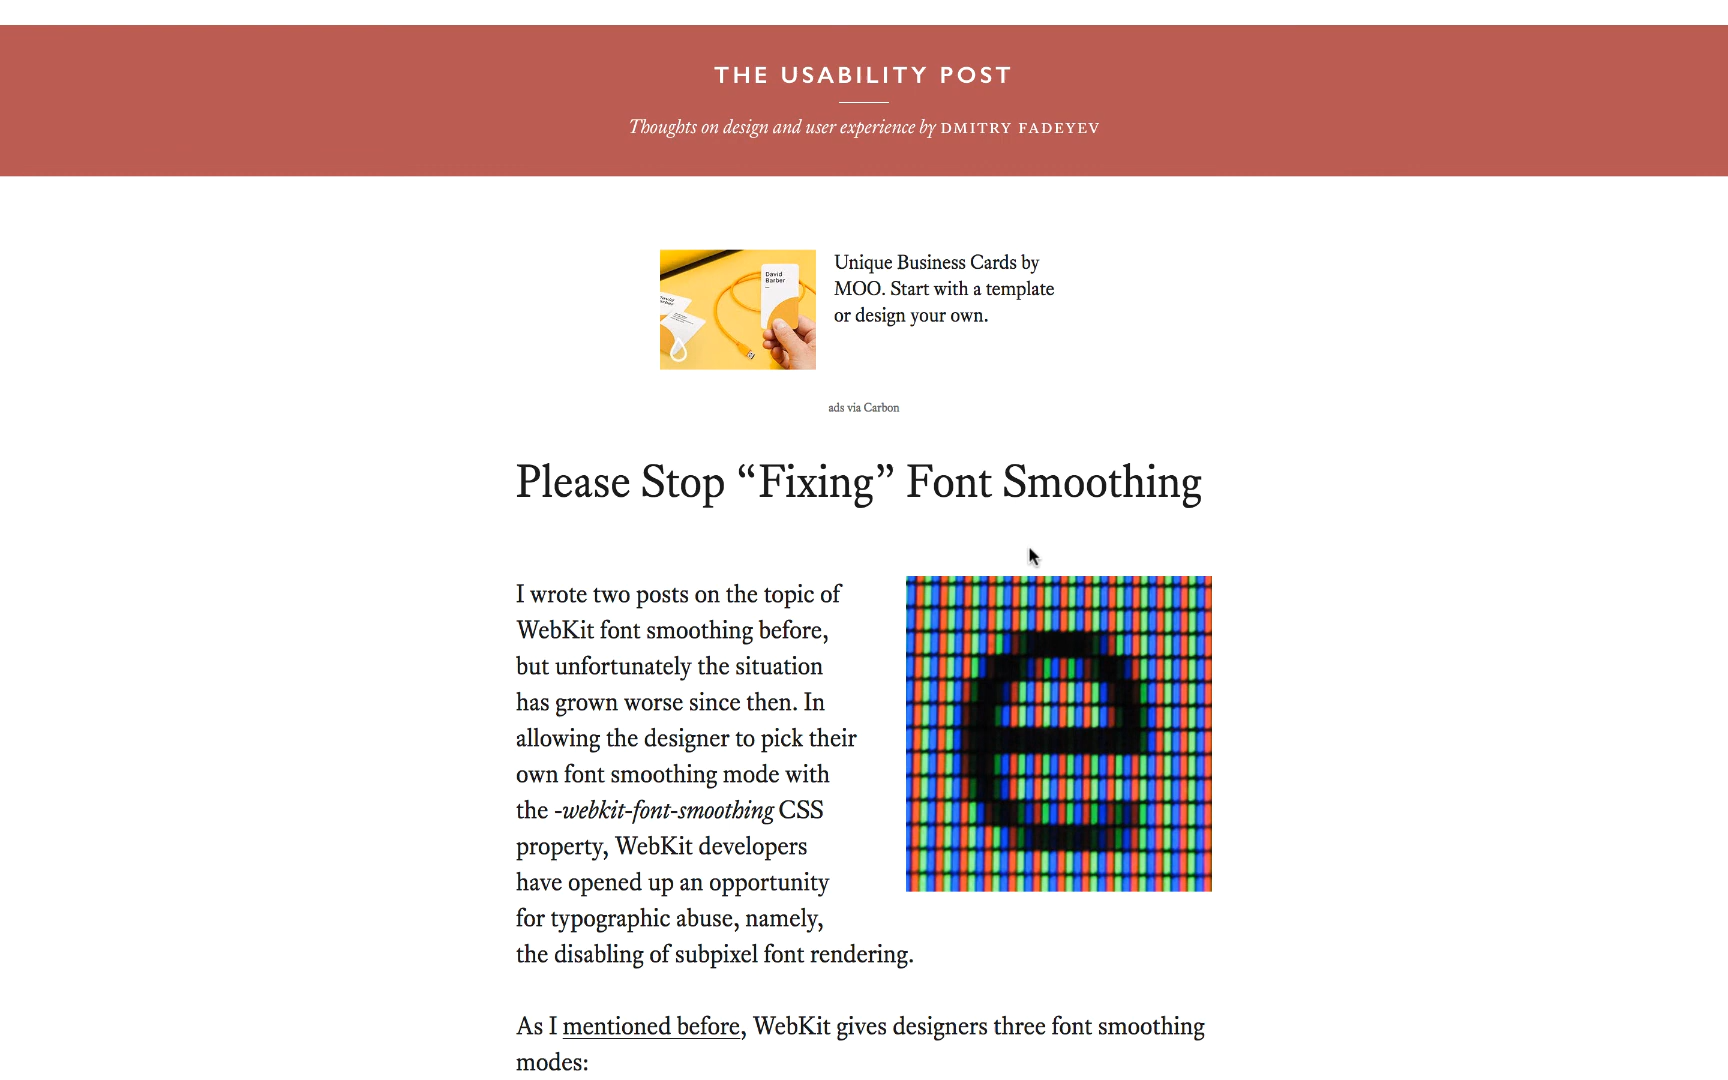 THE USABILITY POST
Thoughts on design and user experience by DMITRY FADEYEV
David
Barber
Unique Business Cards by
MOO. Start with a template
or design your own.
ads via Carbon
Please Stop “Fixing” Font Smoothing
I wrote two posts on the topic of
WebKit font smoothing before,
but unfortunately the situation
has grown worse since then. In
allowing the designer to pick their
own font smoothing mode with
the -webkit-font-smoothing CSS
property, WebKit developers
have opened up an opportunity
for typographic abuse, namely,
the disabling of subpixel font rendering.
e
As I mentioned before, WebKit gives designers three font smoothing
modes: